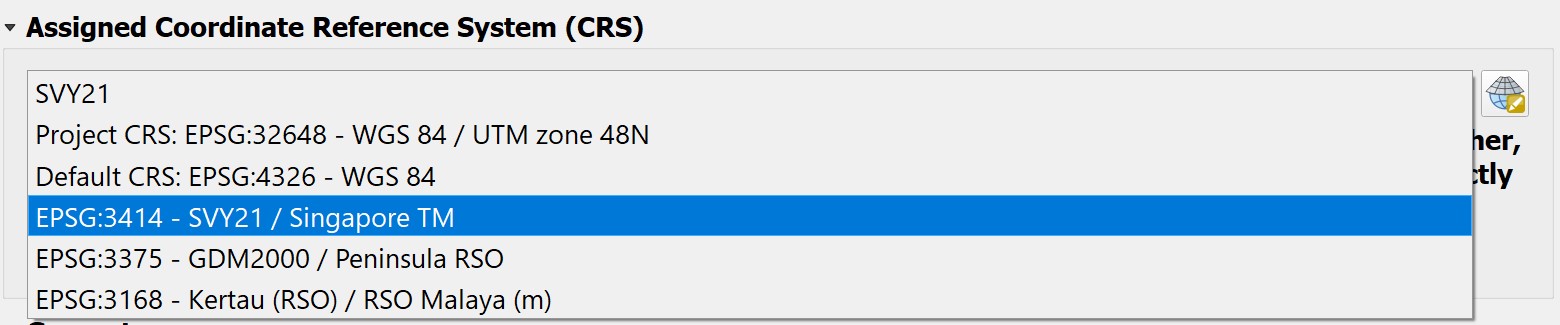 Assigned Coordinate Reference System (CRS)
SVY21
Project CRS: EPSG:32648 - WGS 84 / UTM zone 48N
her,
Default CRS: EPSG:4326 - WGS 84
ctly
EPSG:3414 - SVY21 / Singapore TM
EPSG:3375 - GDM2000 / Peninsula RSO
EPSG:3168 - Kertau (RSO) / RSO Malaya (m)